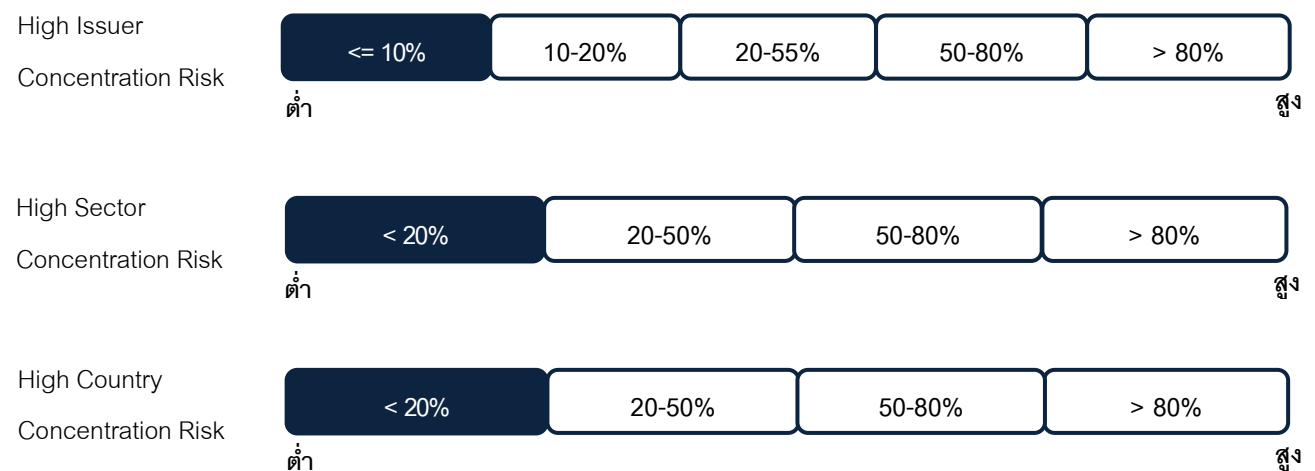 High Issuer
Concentration Risk
<= 10% 10-20% 20-55% 50-80% > 80%
ต่ำ สูง
High Sector
Concentration Risk
< 20% 20-50% 50-80% > 80%
ต่ำ สูง
High Country
Concentration Risk
< 20% 20-50% 50-80% > 80%
ต่ำ สูง